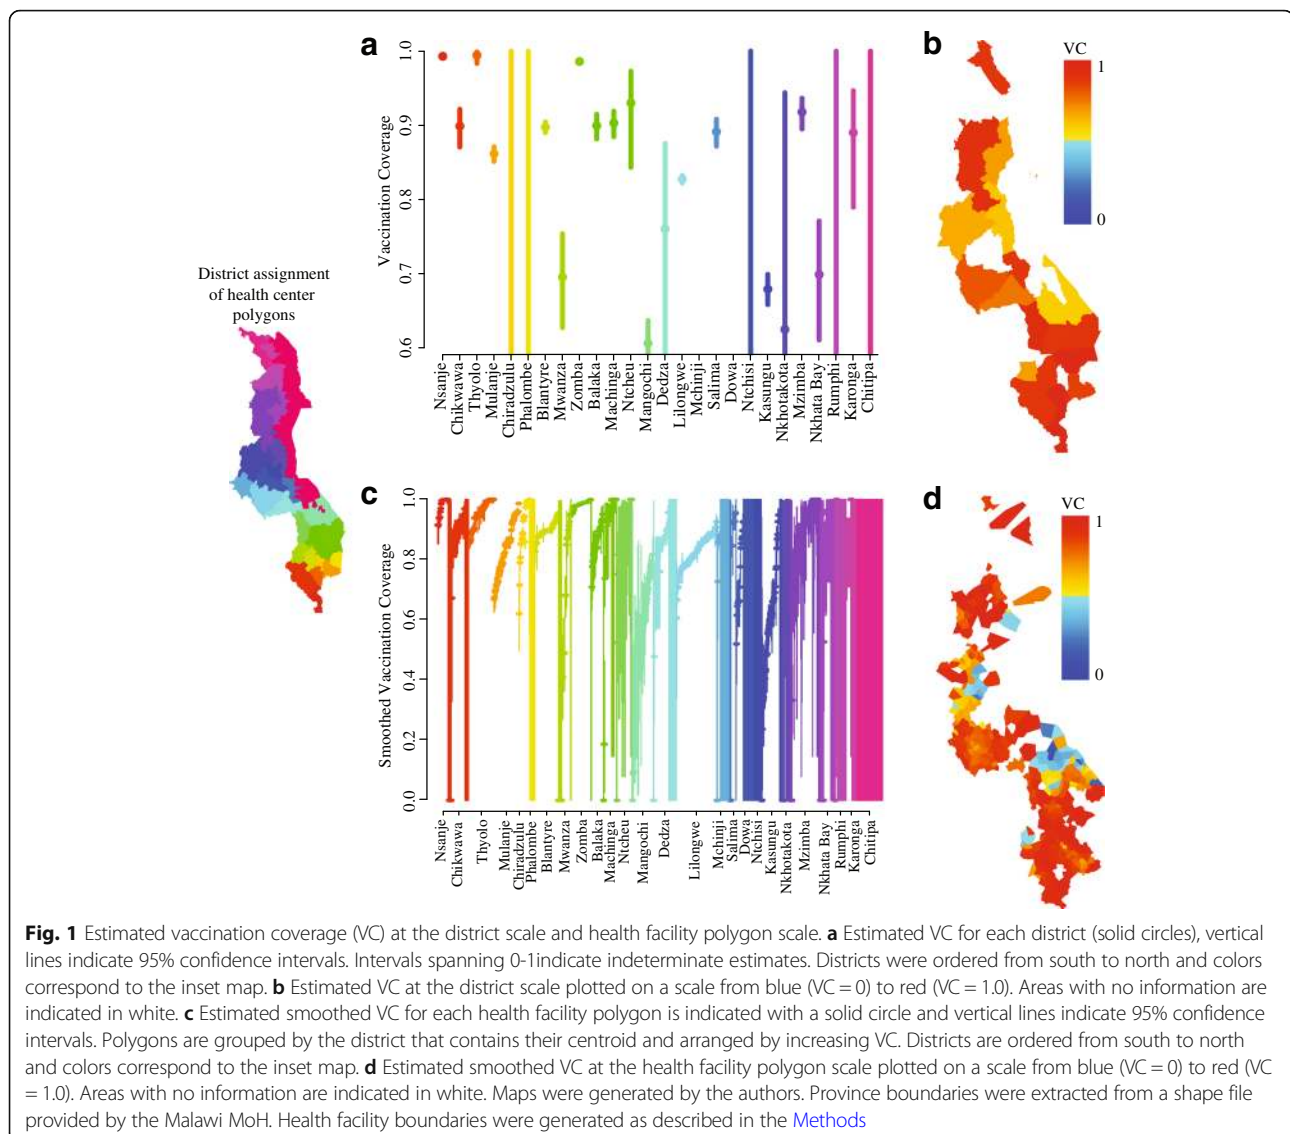 District assignment
of health center
polygons
a
Vaccination Coverage
1.0
0.9
0.8
0.7
0.6
Nsanje
Chikwawa
Thyolo
Mulanje
Chiradzulu
Phalombe
Blantyre
Mwanza
Zomba
Balaka
Machinga
Ntcheu
Mangochi
Dedza
Lilongwe
Mchinji
Salima
Dowa
Ntchisi
Kasungu
Nkhotakota
Mzimba
Nkhata Bay
Rumphi
Karonga
Chitipa
b
VC
1
0
c
Smoothed Vaccination Coverage
1.0
0.8
0.6
0.4
0.2
0.0
Nsanje
Chikwawa
Thyolo
Mulanje
Chiradzulu
Phalombe
Blantyre
Mwanza
Zomba
Balaka
Machinga
Ntcheu
Mangochi
Dedza
Lilongwe
Mchinji
Salima
Dowa
Ntchisi
Kasungu
Nkhotakota
Mzimba
Nkhata Bay
Rumphi
Karonga
Chitipa
d
VC
1
0
Fig. 1 Estimated vaccination coverage (VC) at the district scale and health facility polygon scale. a Estimated VC for each district (solid circles), vertical
lines indicate 95% confidence intervals. Intervals spanning 0-1indicate indeterminate estimates. Districts were ordered from south to north and colors
correspond to the inset map. b Estimated VC at the district scale plotted on a scale from blue (VC = 0) to red (VC = 1.0). Areas with no information are
indicated in white. c Estimated smoothed VC for each health facility polygon is indicated with a solid circle and vertical lines indicate 95% confidence
intervals. Polygons are grouped by the district that contains their centroid and arranged by increasing VC. Districts are ordered from south to north
and colors correspond to the inset map. d Estimated smoothed VC at the health facility polygon scale plotted on a scale from blue (VC = 0) to red (VC
= 1.0). Areas with no information are indicated in white. Maps were generated by the authors. Province boundaries were extracted from a shape file
provided by the Malawi MoH. Health facility boundaries were generated as described in the Methods